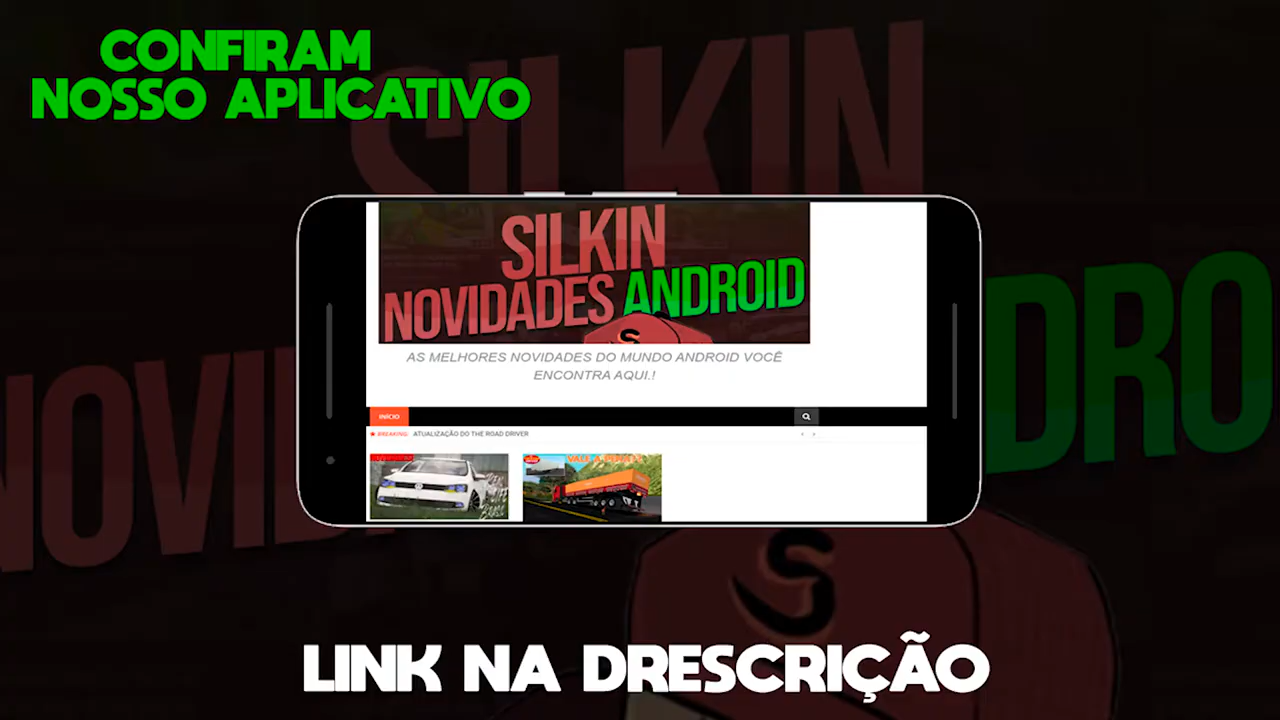 CONFIRAM
NOSSO APLICATIVO
SILKIN
NOVIDADES ANDROID
S
AS MELHORES NOVIDADES DO MUNDO ANDROID VOCÊ
ENCONTRA AQUI.!
INÍCIO
BREAKING: ATUALIZAÇÃO DO THE ROAD DRIVER
S
LINK NA DRESCRIÇÃO